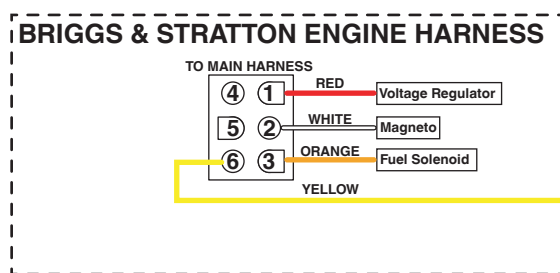 BRIGGS & STRATTON ENGINE HARNESS
TO MAIN HARNESS
4 1 RED Voltage Regulator
5 2 WHITE Magneto
6 3 ORANGE Fuel Solenoid
YELLOW